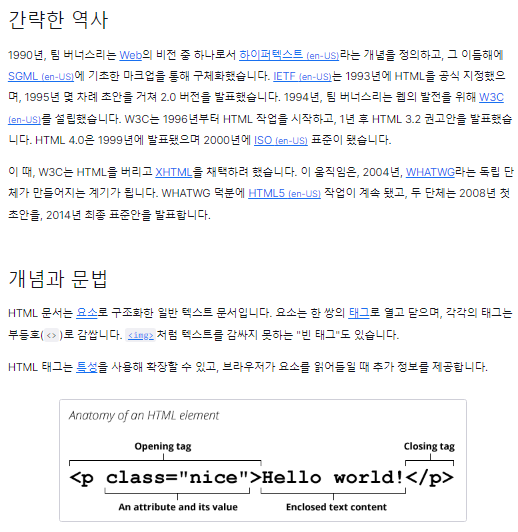 간략한 역사
1990년, 팀 버너스리는 Web의 비전 중 하나로서 하이퍼텍스트 (en-US)라는 개념을 정의하고, 그 이듬해에
SGML (en-US)에 기초한 마크업을 통해 구체화했습니다. IETF (en-US)는 1993년에 HTML을 공식 지정했으
며, 1995년 몇 차례 초안을 거쳐 2.0 버전을 발표했습니다. 1994년, 팀 버너스리는 웹의 발전을 위해 W3C
(en-US)를 설립했습니다. W3C는 1996년부터 HTML 작업을 시작하고, 1년 후 HTML 3.2 권고안을 발표했습니
다. HTML 4.0은 1999년에 발표됐으며 2000년에 ISO (en-US) 표준이 됐습니다.
이 때, W3C는 HTML을 버리고 XHTML을 채택하려 했습니다. 이 움직임은, 2004년, WHATWG라는 독립 단
체가 만들어지는 계기가 됩니다. WHATWG 덕분에 HTML5 (en-US) 작업이 계속 됐고, 두 단체는 2008년 첫
초안을, 2014년 최종 표준안을 발표합니다.
개념과 문법
HTML 문서는 요소로 구조화한 일반 텍스트 문서입니다. 요소는 한 쌍의 태그로 열고 닫으며, 각각의 태그는
부등호(<>)로 감쌉니다. <img> 처럼 텍스트를 감싸지 못하는 "빈 태그"도 있습니다.
HTML 태그는 특성을 사용해 확장할 수 있고, 브라우저가 요소를 읽어들일 때 추가 정보를 제공합니다.
Anatomy of an HTML element
Opening tag Closing tag
<p class="nice">Hello world!</p>
An attribute and its value Enclosed text content